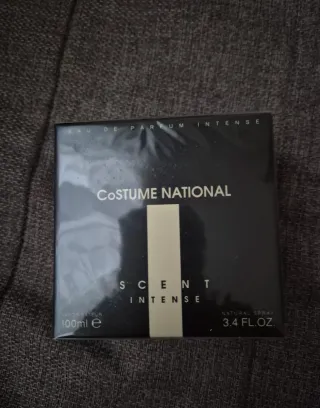 EAU DE PARFUM INTENSE
CoSTUME NATIONAL
SCENT
INTENSE
100ml ℮
NATURAL SPRAY
3.4 FL.OZ